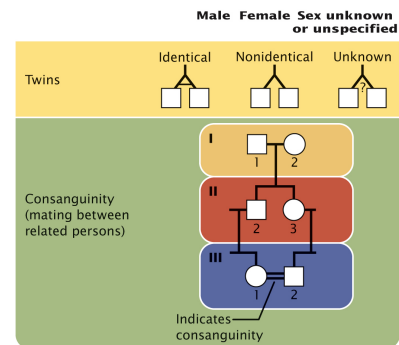 Male Female Sex unknown
or unspecified
Identical Nonidentical Unknown
Twins
?
I
1 2
II
Consanguinity
(mating between
related persons)
2 3
III
1 2
Indicates
consanguinity